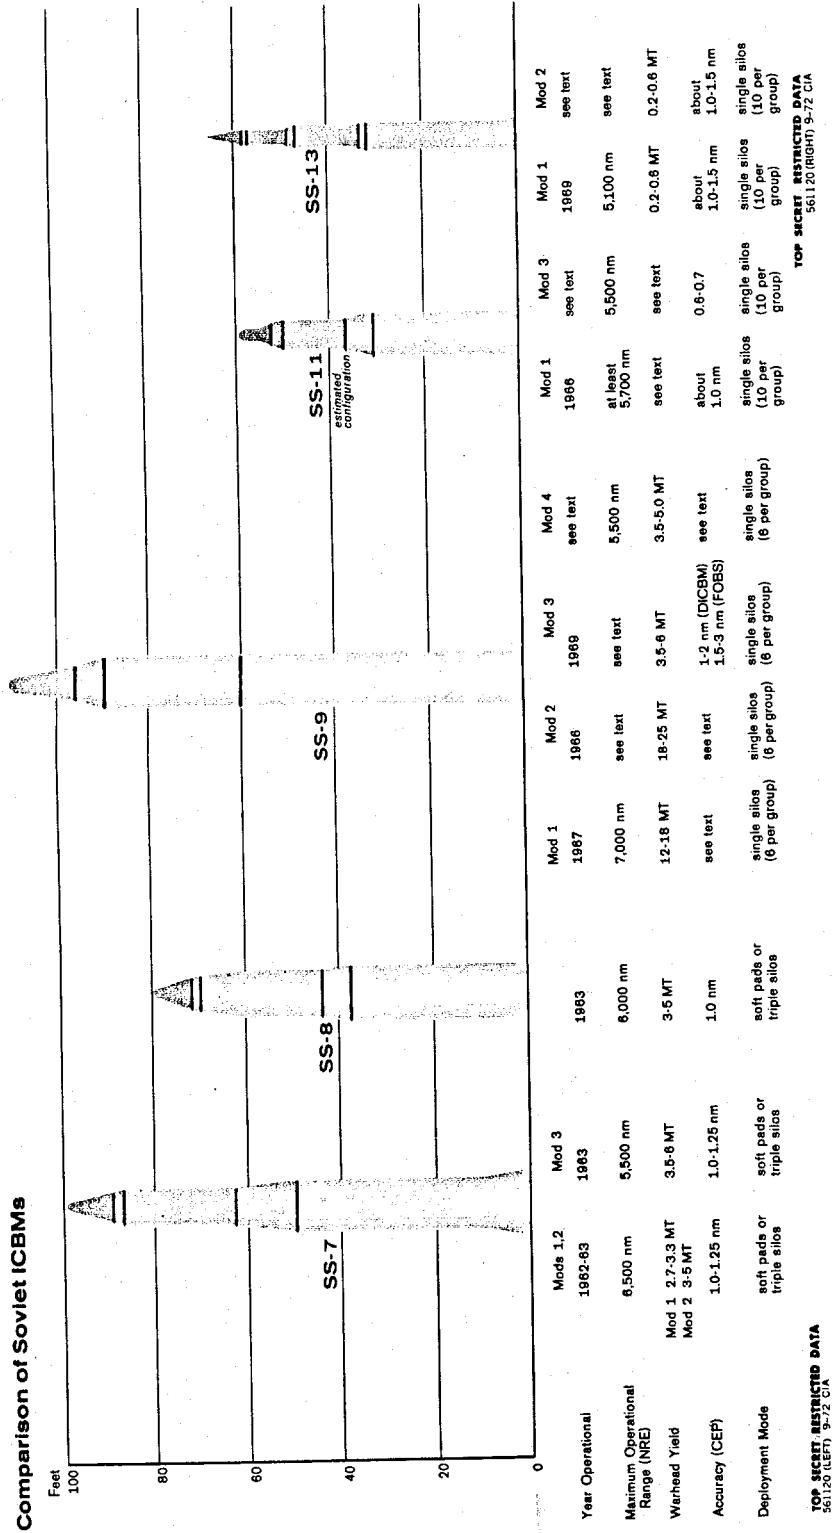 Comparison of Soviet ICBMs
Feet
100
80
60
40
20
0
SS-7
SS-8
SS-9
SS-11
estimated
configuration
SS-13
Mods 1,2
Mod 3
Mod 1
Mod 2
Mod 3
Mod 4
Mod 1
Mod 3
Mod 1
Mod 2
Year Operational
1962-63
1963
1963
1967
1966
1969
see text
1966
see text
1969
see text
Maximum Operational
Range (NRE)
6,500 nm
5,500 nm
6,000 nm
7,000 nm
see text
see text
5,500 nm
at least
5,700 nm
5,500 nm
5,100 nm
see text
Warhead Yield
Mod 1 2.7-3.3 MT
Mod 2 3-5 MT
3.5-6 MT
3-5 MT
12-18 MT
18-25 MT
3.5-6 MT
3.5-5.0 MT
see text
see text
0.2-0.6 MT
0.2-0.6 MT
Accuracy (CEP)
1.0-1.25 nm
1.0-1.25 nm
1.0 nm
see text
see text
1-2 nm (DICBM)
1.5-3 nm (FOBS)
see text
about
1.0 nm
0.6-0.7
about
1.0-1.5 nm
about
1.0-1.5 nm
Deployment Mode
soft pads or
triple silos
soft pads or
triple silos
soft pads or
triple silos
single silos
(6 per group)
single silos
(6 per group)
single silos
(6 per group)
single silos
(6 per group)
single silos
(10 per
group)
single silos
(10 per
group)
single silos
(10 per
group)
single silos
(10 per
group)
TOP SECRET RESTRICTED DATA
561120 (LEFT) 9-72 CIA
TOP SECRET RESTRICTED DATA
561120 (RIGHT) 9-72 CIA